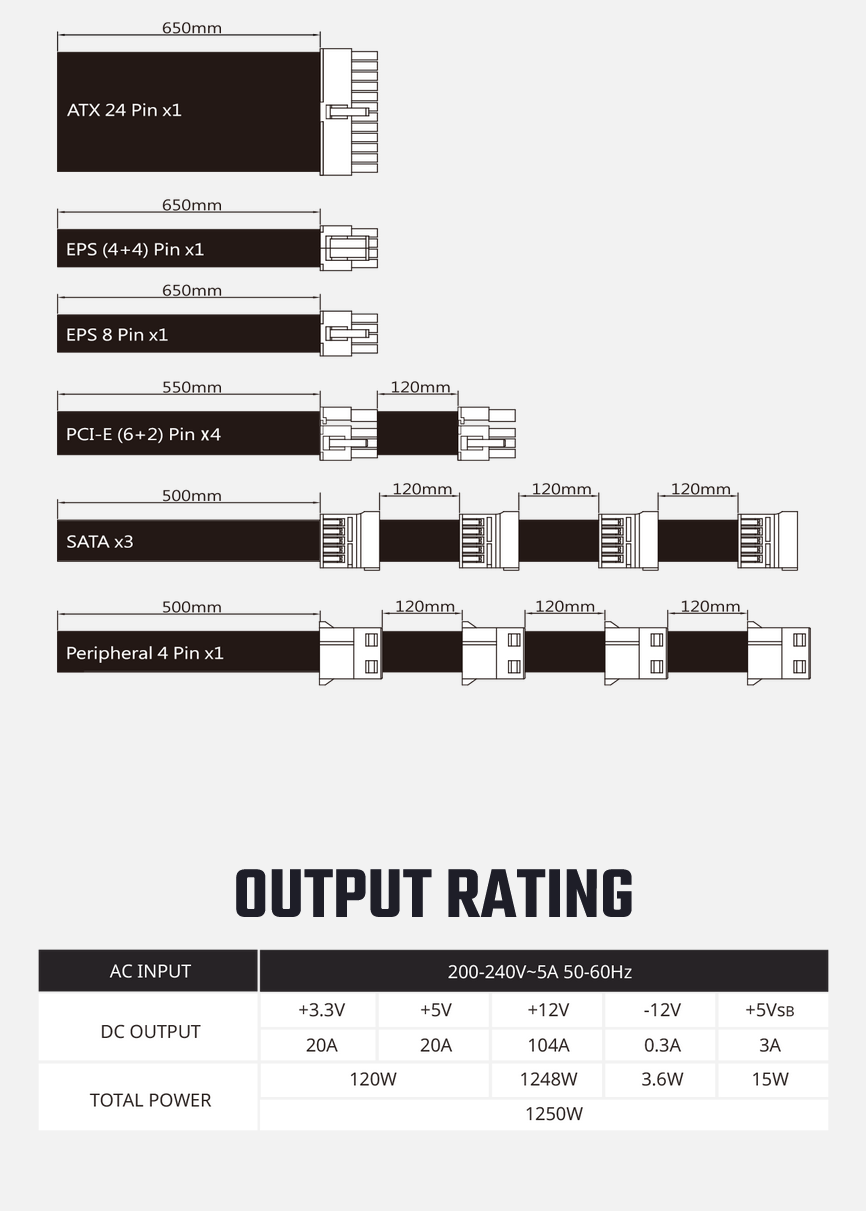 650mm
ATX 24 Pin x1
650mm
EPS (4+4) Pin x1
650mm
EPS 8 Pin x1
550mm 120mm
PCI-E (6+2) Pin x4
500mm 120mm 120mm 120mm
SATA x3
500mm 120mm 120mm 120mm
Peripheral 4 Pin x1
OUTPUT RATING
AC INPUT 200-240V~5A 50-60Hz
DC OUTPUT +3.3V +5V +12V -12V +5VSB
20A 20A 104A 0.3A 3A
TOTAL POWER 120W 1248W 3.6W 15W
1250W